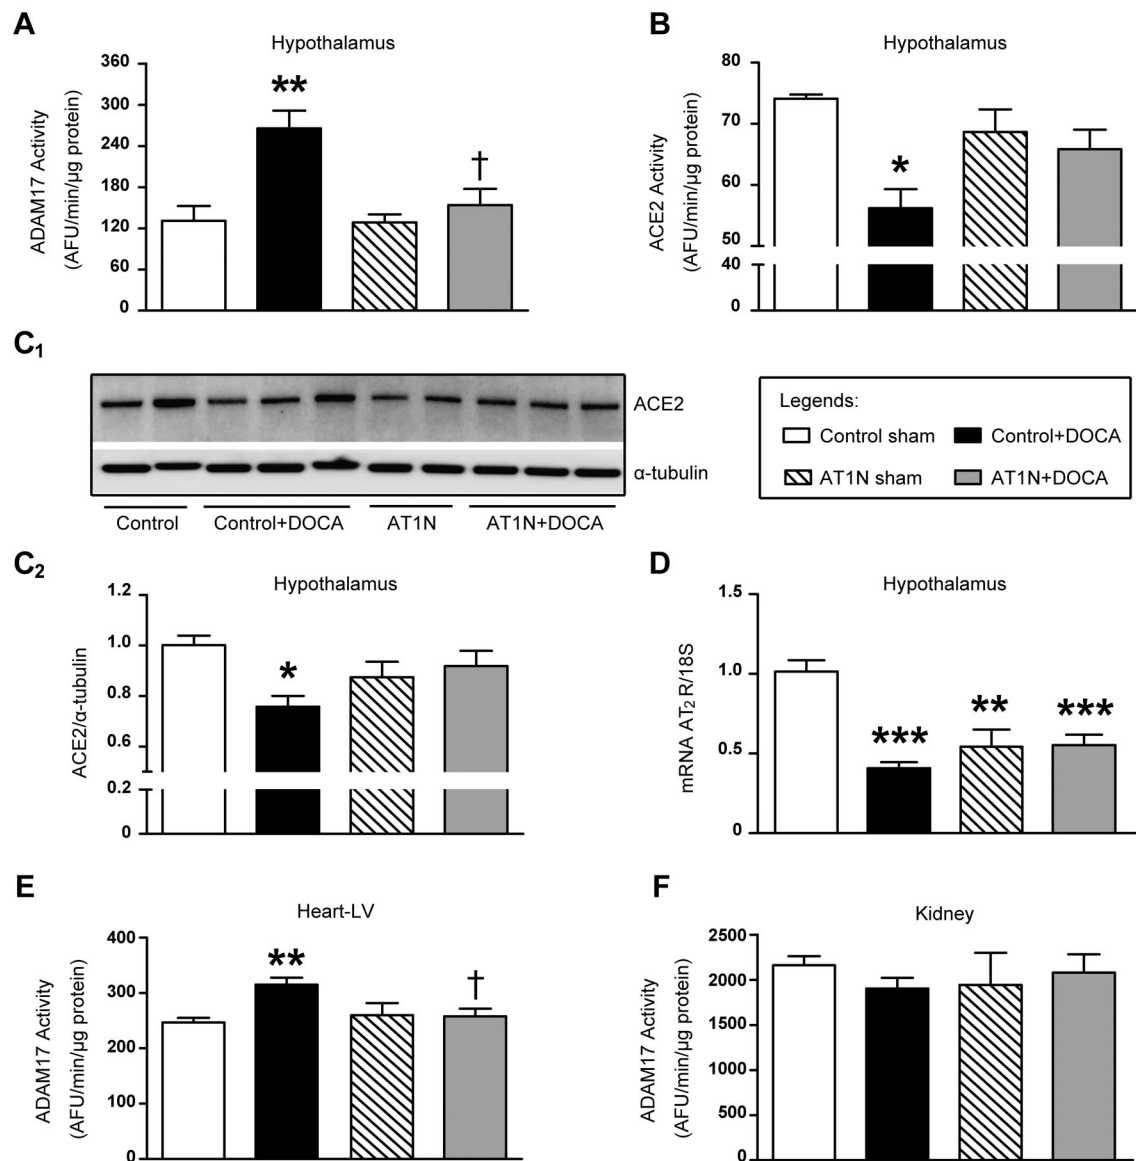 A
Hypothalamus
ADAM17 Activity
(AFU/min/µg protein)
360
300
240
180
120
60
0
**
†
B
Hypothalamus
ACE2 Activity
(AFU/min/µg protein)
80
70
60
50
40
0
*
C₁
ACE2
α-tubulin
Control
Control+DOCA
AT1N
AT1N+DOCA
Legends:
Control sham
Control+DOCA
AT1N sham
AT1N+DOCA
C₂
Hypothalamus
ACE2/α-tubulin
1.2
1.0
0.8
0.6
0.2
0
*
D
Hypothalamus
mRNA AT₂ R/18S
1.5
1.0
0.5
0
***
**
***
E
Heart-LV
ADAM17 Activity
(AFU/min/µg protein)
400
300
200
100
0
**
†
F
Kidney
ADAM17 Activity
(AFU/min/µg protein)
2500
2000
1500
1000
500
0